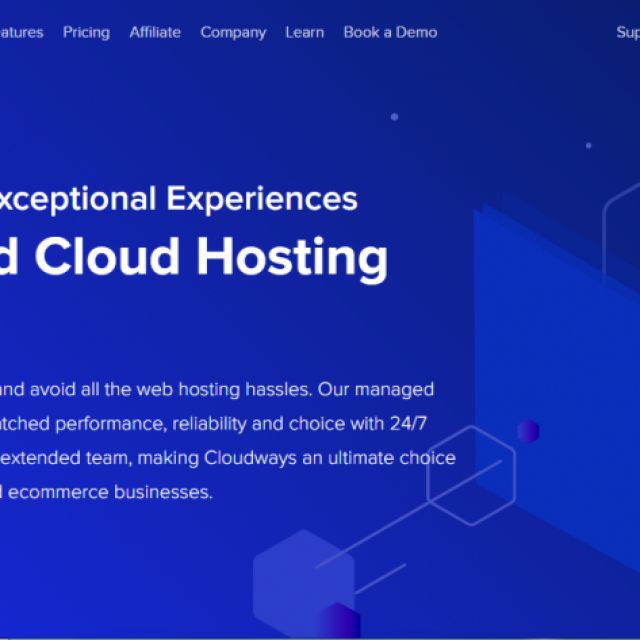 atures Pricing Affiliate Company Learn Book a Demo Sup
xceptional Experiences
d Cloud Hosting
and avoid all the web hosting hassles. Our managed
tched performance, reliability and choice with 24/7
extended team, making Cloudways an ultimate choice
l ecommerce businesses.